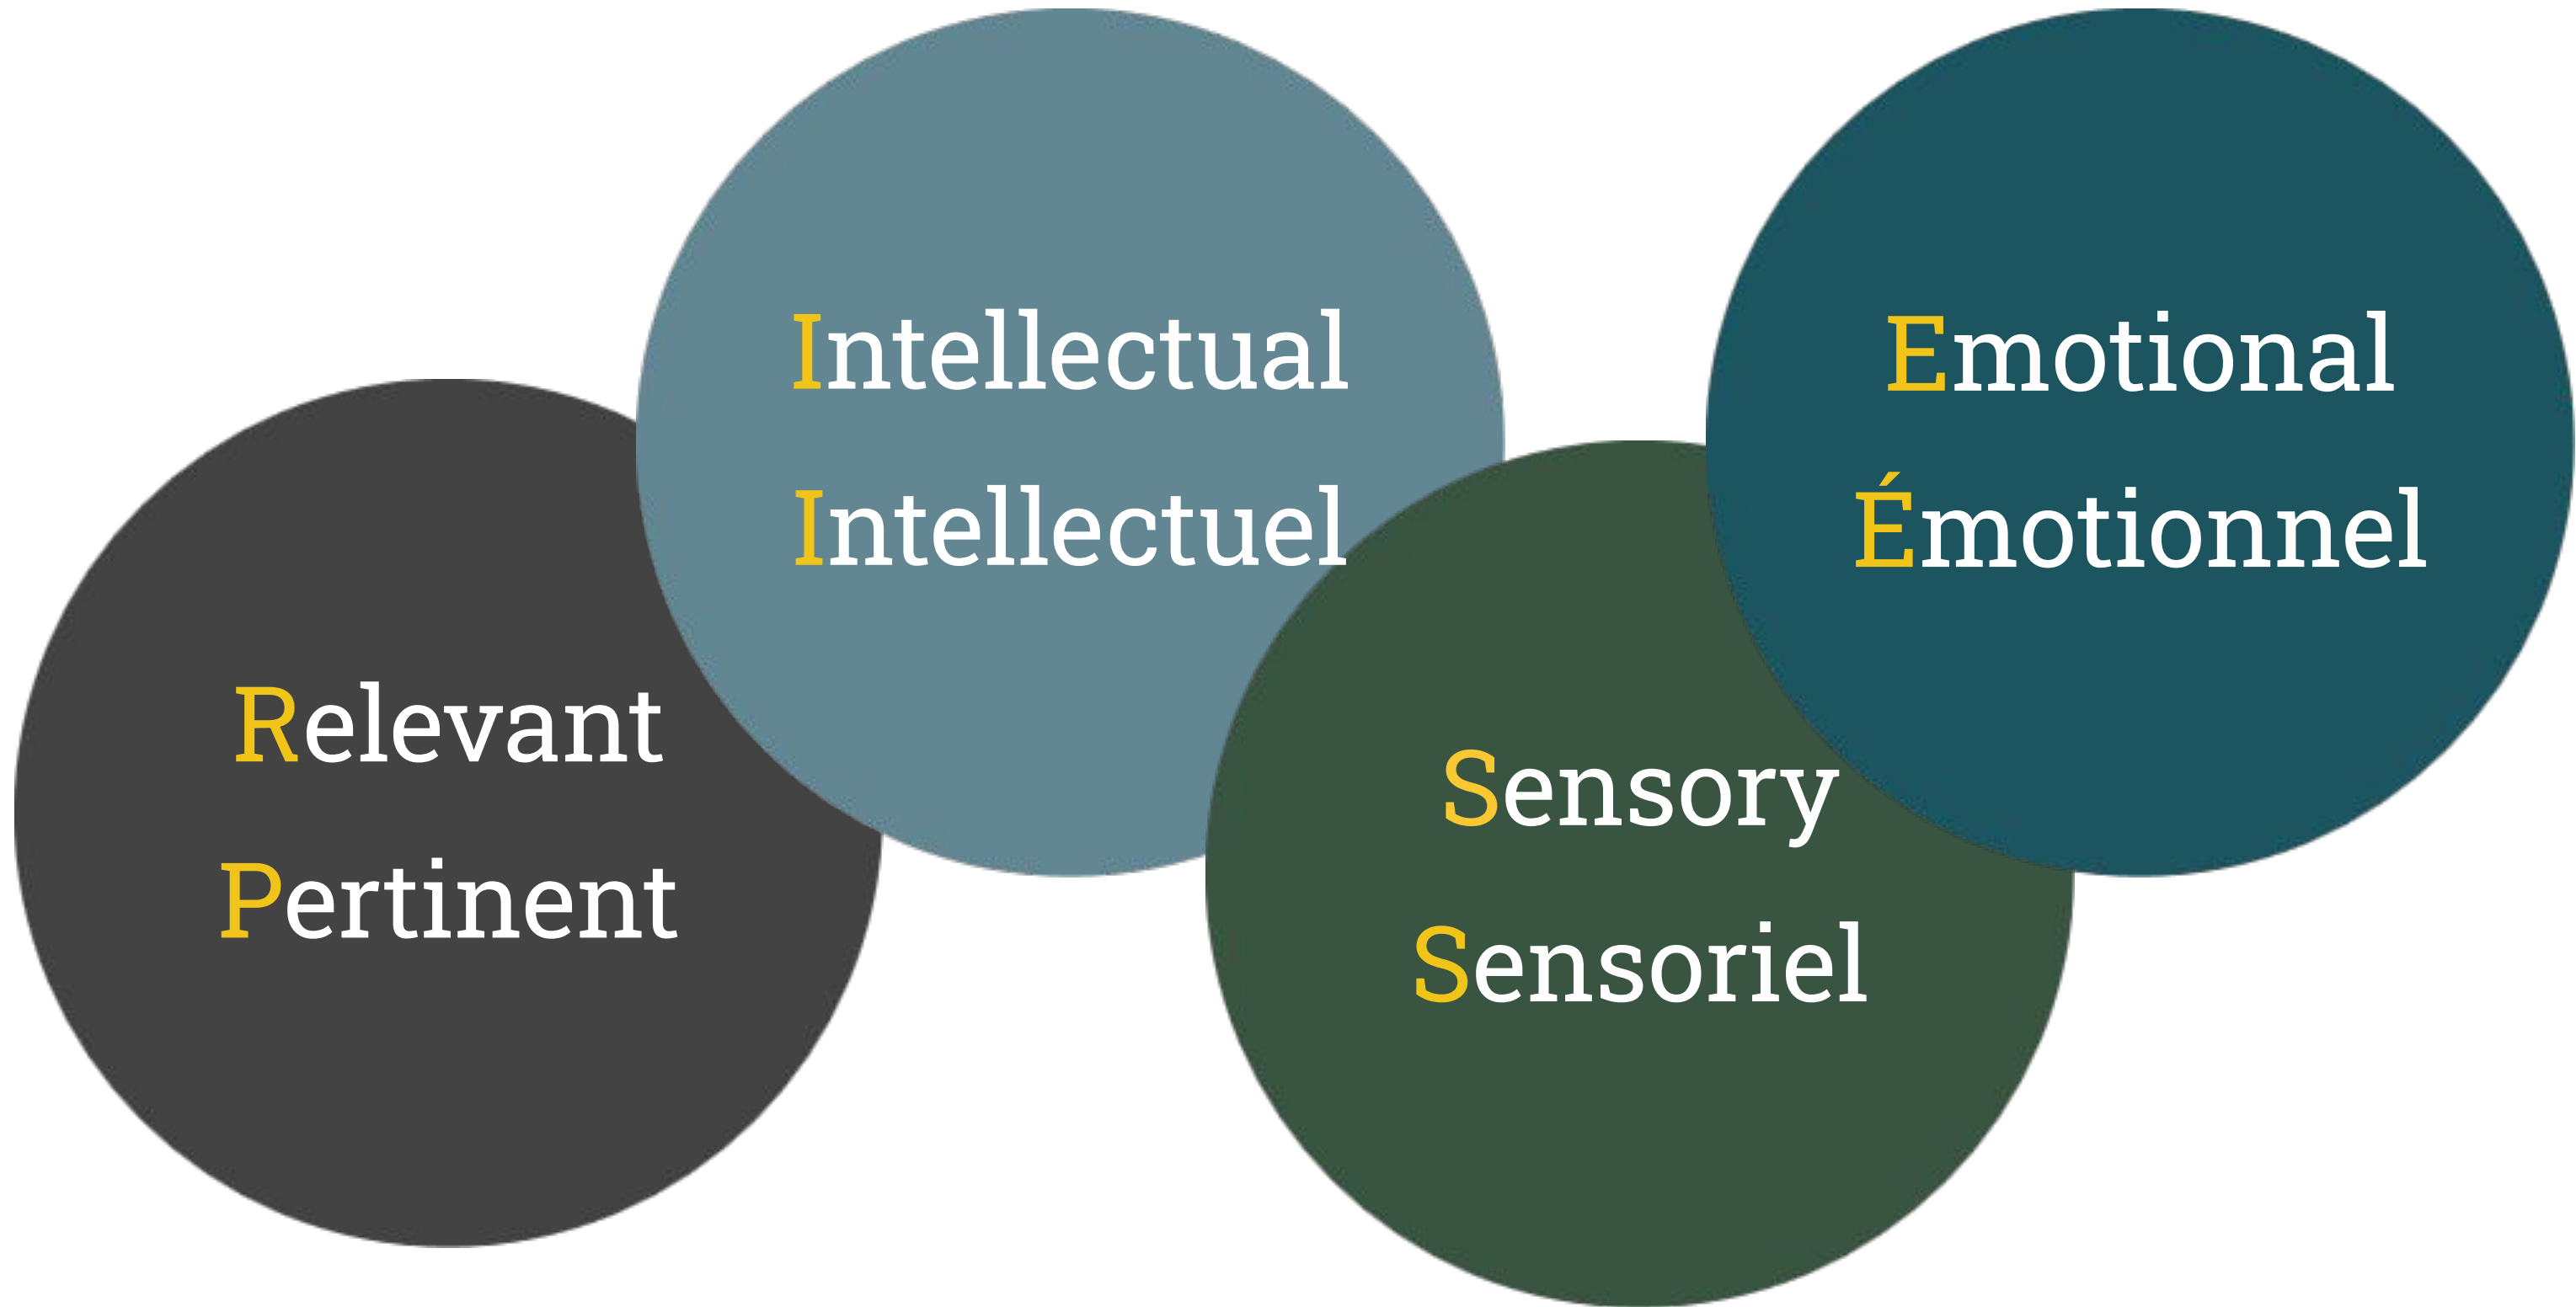 Relevant
Pertinent
Intellectual
Intellectuel
Sensory
Sensoriel
Emotional
Émotionnel